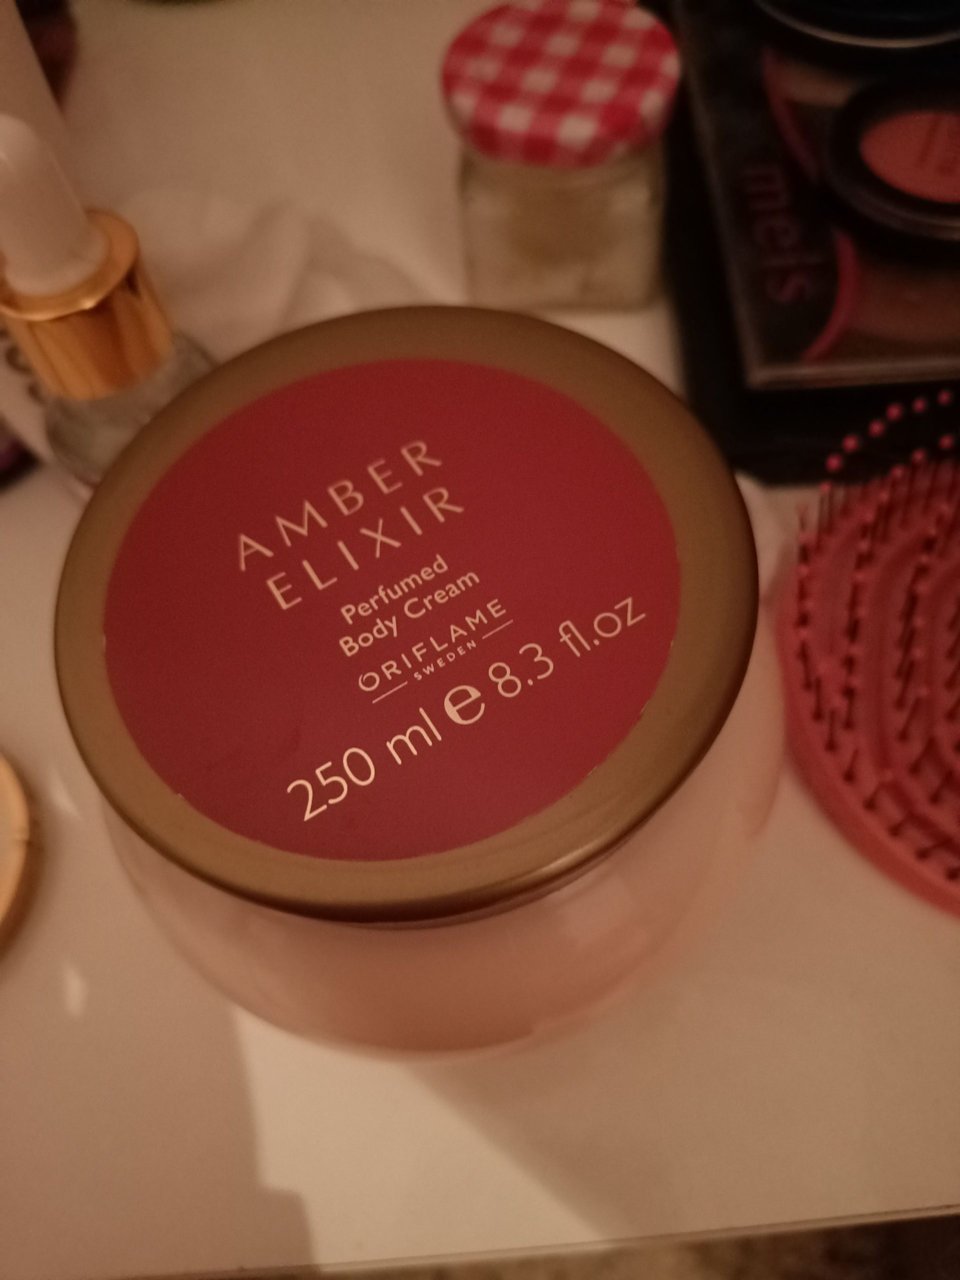 AMBER
ELIXIR
Perfumed
Body Cream
ORIFLAME
SWEDEN
250 ml e 8.3 fl.oz